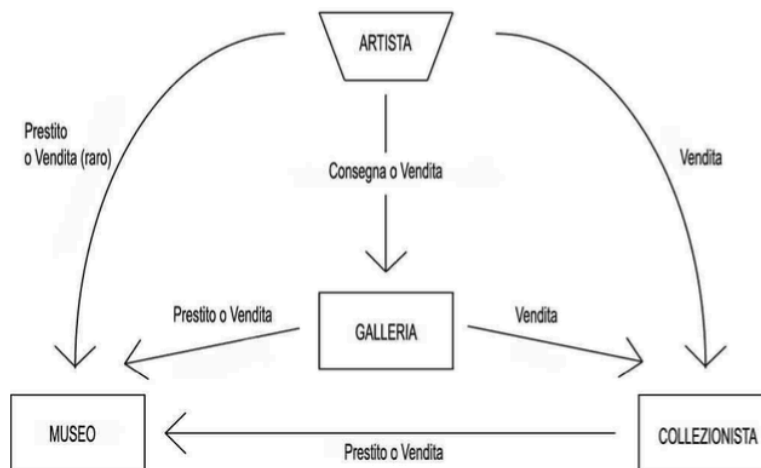 ARTISTA
Prestito
o Vendita (raro)
Vendita
Consegna o Vendita
Prestito o Vendita
Vendita
GALLERIA
MUSEO
COLLEZIONISTA
Prestito o Vendita